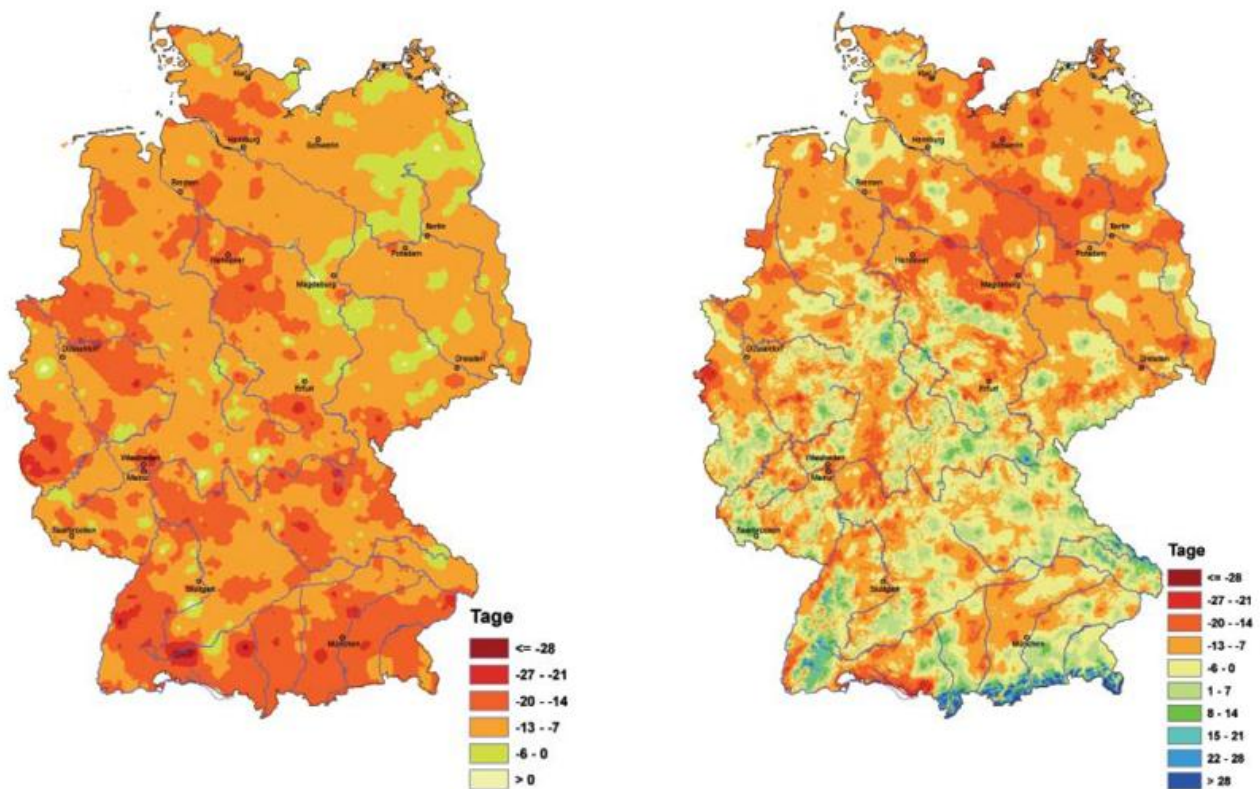 Kiel
Hamburg
Schwerin
Bremen
Berlin
Potsdam
Hannover
Magdeburg
Düsseldorf
Dresden
Erfurt
Wiesbaden
Mainz
Saarbrücken
Stuttgart
München
Tage
<= -28
-27 - -21
-20 - -14
-13 - -7
-6 - 0
> 0
Kiel
Hamburg
Schwerin
Bremen
Berlin
Potsdam
Hannover
Magdeburg
Düsseldorf
Dresden
Erfurt
Wiesbaden
Mainz
Saarbrücken
Stuttgart
München
Tage
<= -28
-27 - -21
-20 - -14
-13 - -7
-6 - 0
1 - 7
8 - 14
15 - 21
22 - 28
> 28